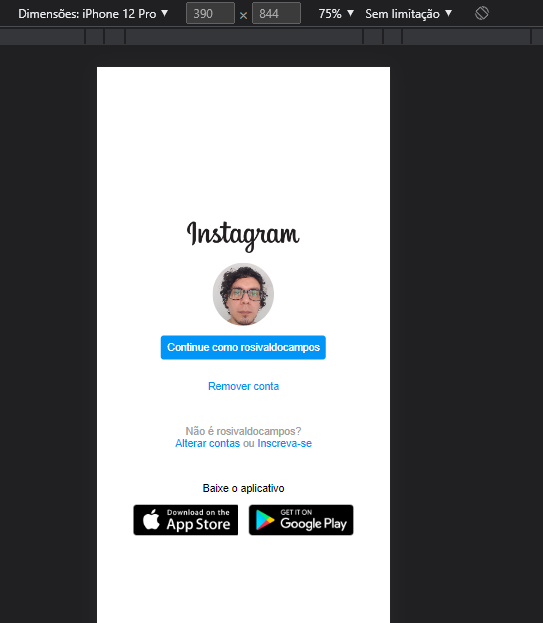 Dimensões: iPhone 12 Pro ▼ 390 × 844 75% ▼ Sem limitação ▼
Instagram
Continue como rosivaldocampos
Remover conta
Não é rosivaldocampos?
Alterar contas ou Inscreva-se
Baixe o aplicativo
Download on the
App Store
GET IT ON
Google Play